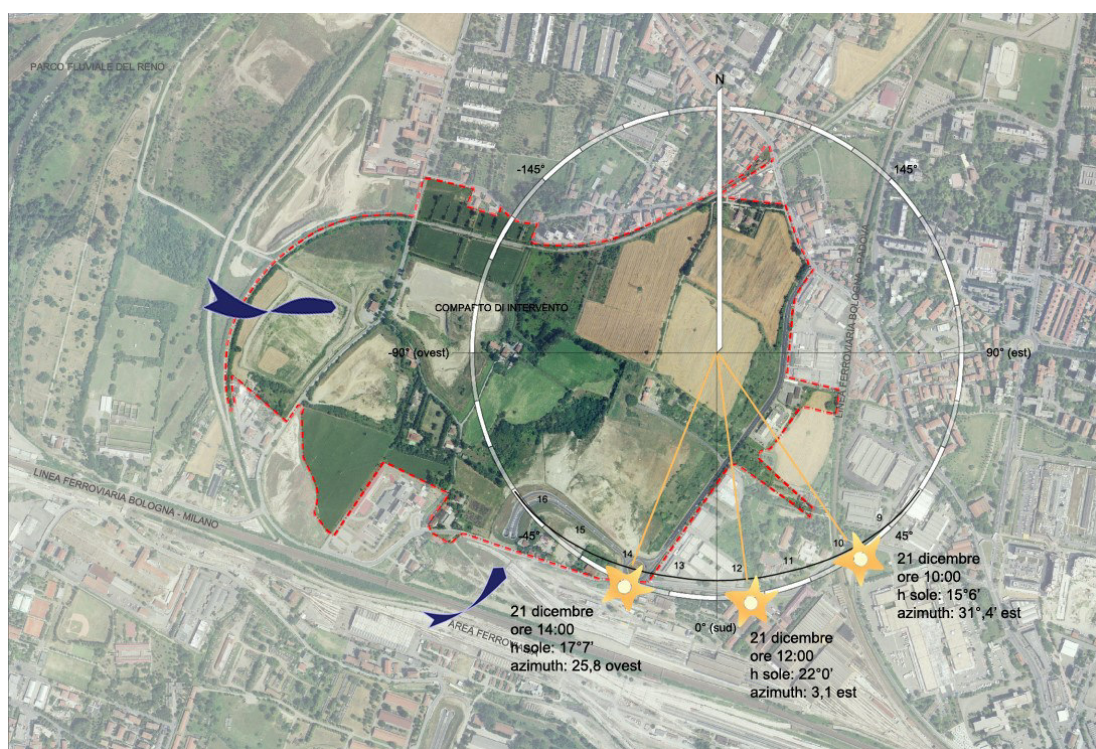 PARCO FLUVIALE DEL RENO
N
-145°
145°
COMPARTO DI INTERVENTO
-90° (ovest)
90° (est)
LINEA FERROVIARIA BOLOGNA
LINEA FERROVIARIA BOLOGNA - MILANO
16
15
14
13
12
11
10
9
-45°
45°
0° (sud)
AREA
21 dicembre
ore 14:00
h sole: 17°7'
azimuth: 25,8 ovest
21 dicembre
ore 12:00
h sole: 22°0'
azimuth: 3,1 est
21 dicembre
ore 10:00
h sole: 15°6'
azimuth: 31°,4' est